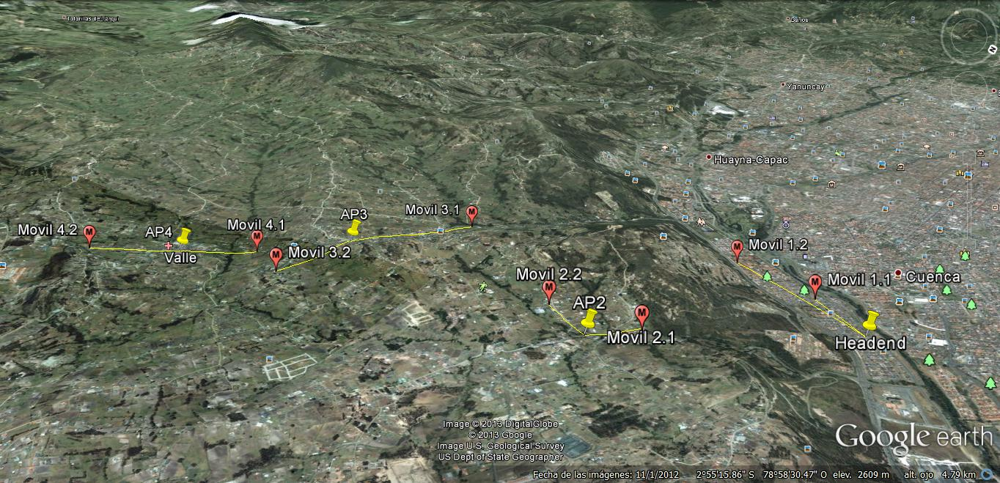 Totorillas de Tarqui
Baños
Yanuncay
Huayna-Capac
Movil 3.1
AP3
Movil 4.2
AP4
Movil 4.1
Valle
Movil 3.2
Movil 1.2
Movil 2.2
Movil 1.1
Cuenca
AP2
Movil 2.1
Headend
Image © 2013 DigitalGlobe
© 2013 Google
Image U.S. Geological Survey
US Dept of State Geographer
Google earth
Fecha de las imágenes: 11/1/2012 2°55'15.86" S 78°58'30.47" O elev. 2609 m alt. ojo 4.79 km